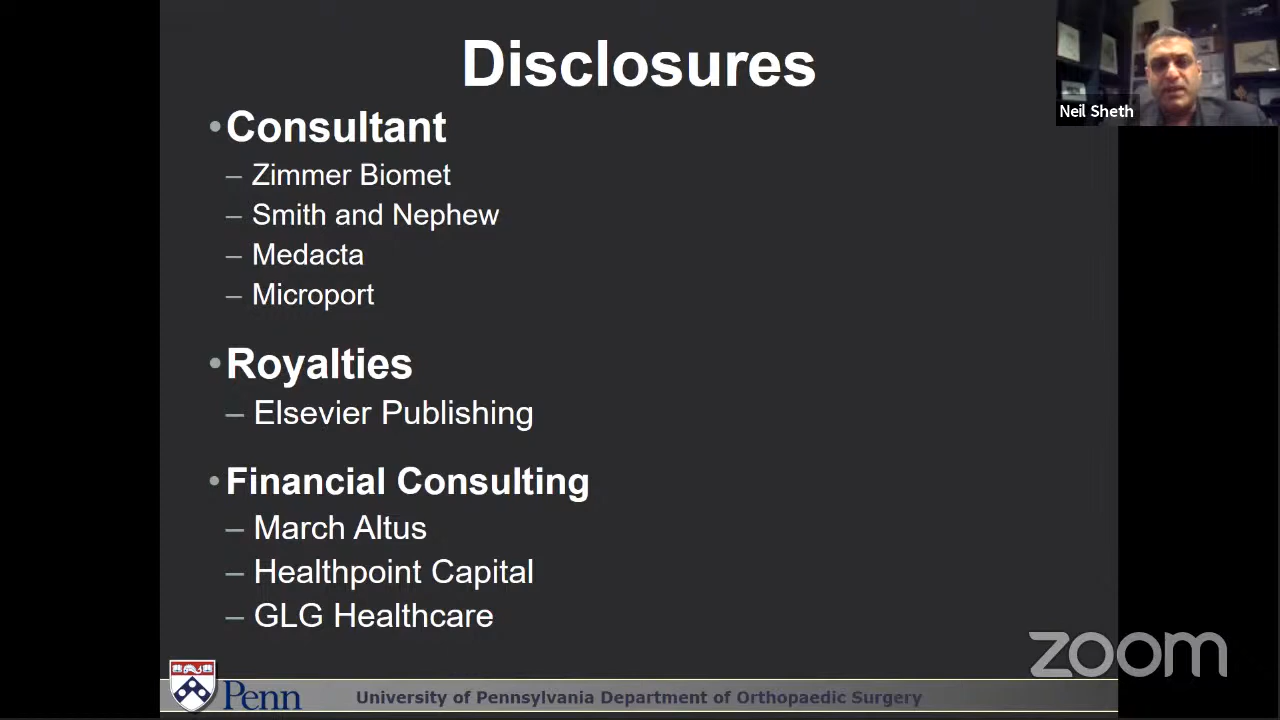 Disclosures
Neil Sheth
•Consultant
– Zimmer Biomet
– Smith and Nephew
– Medacta
– Microport
•Royalties
– Elsevier Publishing
•Financial Consulting
– March Altus
– Healthpoint Capital
– GLG Healthcare
zoom
Penn
University of Pennsylvania Department of Orthopaedic Surgery